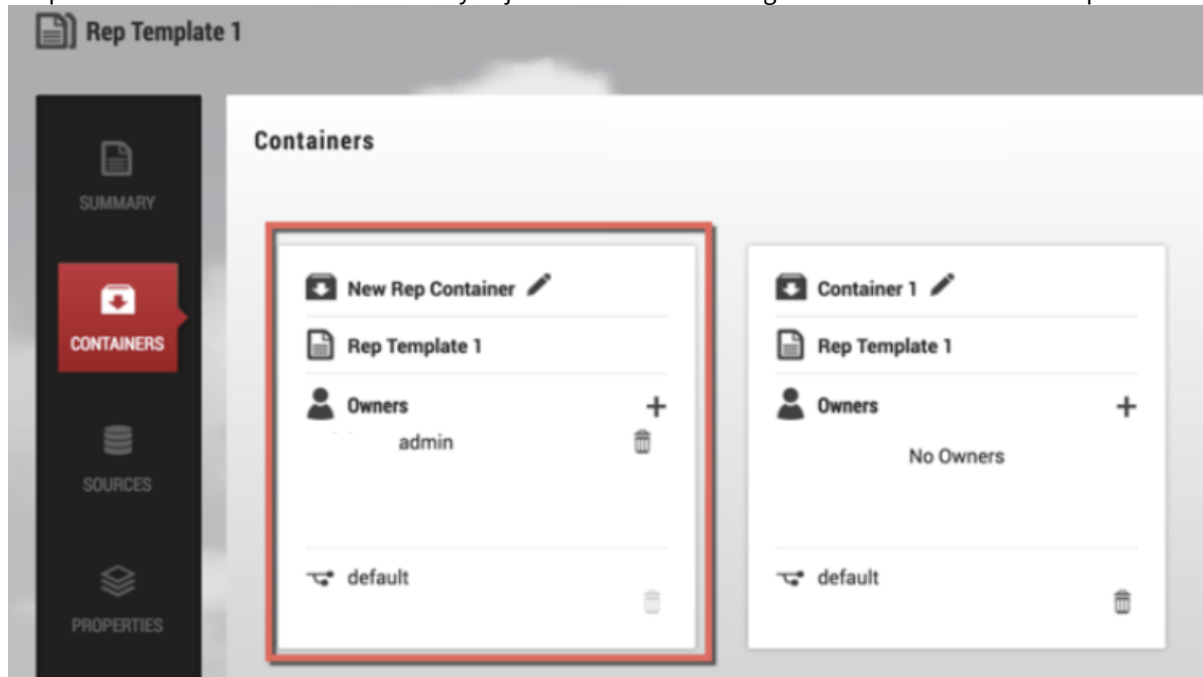 Rep Template 1
Containers
SUMMARY
CONTAINERS
SOURCES
PROPERTIES
New Rep Container
Rep Template 1
Owners
admin
default
Container 1
Rep Template 1
Owners
No Owners
default